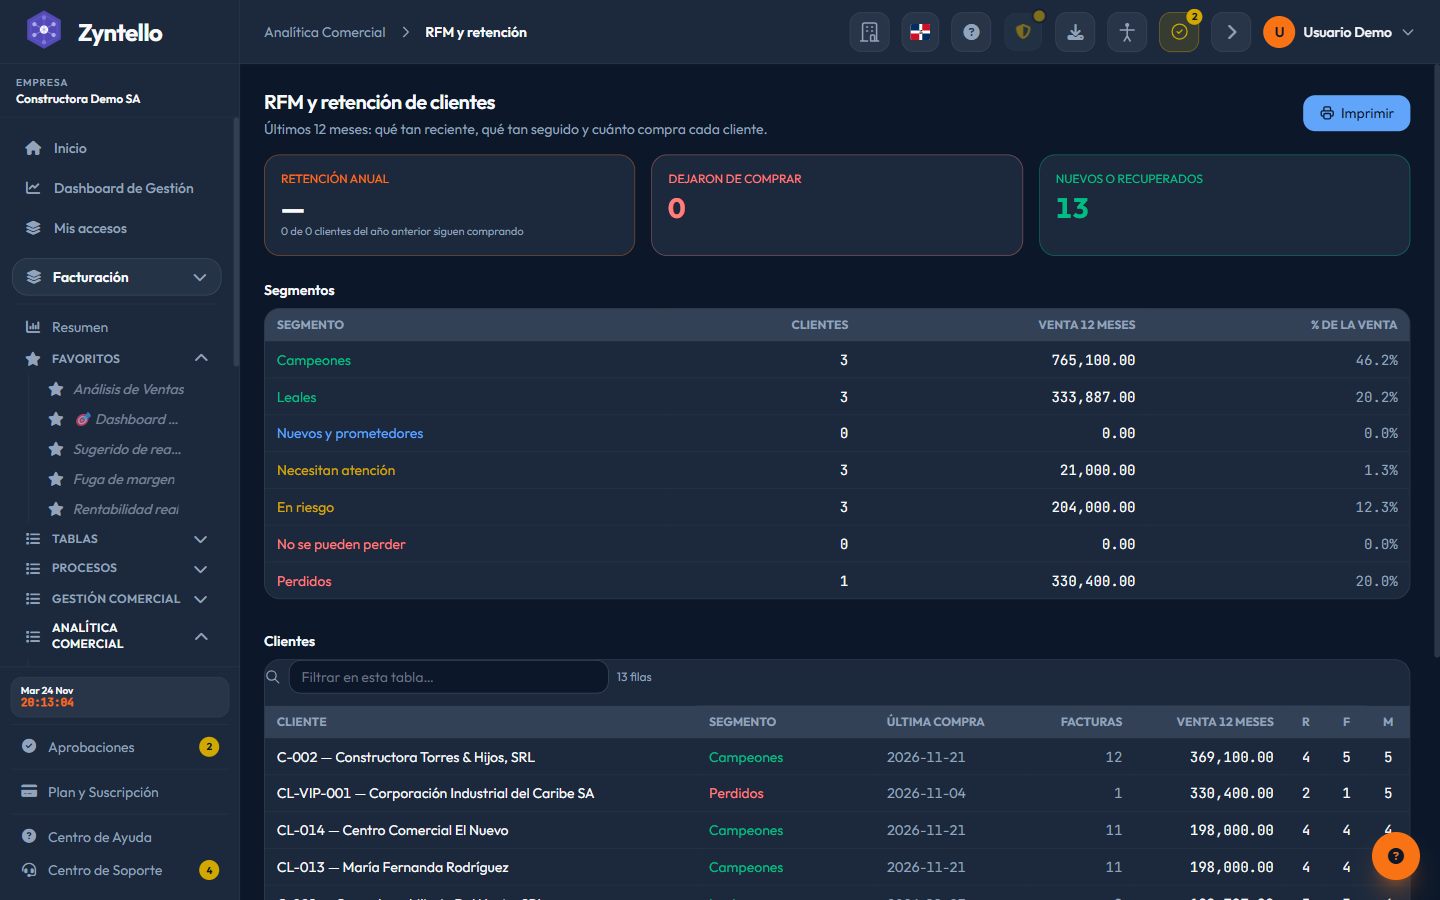 Zyntello
Analítica Comercial
RFM y retención
2
U
Usuario Demo
EMPRESA
Constructora Demo SA
Inicio
Dashboard de Gestión
Mis accesos
Facturación
Resumen
FAVORITOS
Análisis de Ventas
Dashboard ...
Sugerido de rea...
Fuga de margen
Rentabilidad real
TABLAS
PROCESOS
GESTIÓN COMERCIAL
ANALÍTICA
COMERCIAL
Mar 24 Nov
20:13:04
Aprobaciones 2
Plan y Suscripción
Centro de Ayuda
Centro de Soporte 4
RFM y retención de clientes
Últimos 12 meses: qué tan reciente, qué tan seguido y cuánto compra cada cliente.
Imprimir
RETENCIÓN ANUAL
—
0 de 0 clientes del año anterior siguen comprando
DEJARON DE COMPRAR
0
NUEVOS O RECUPERADOS
13
Segmentos
SEGMENTO CLIENTES VENTA 12 MESES % DE LA VENTA
Campeones 3 765,100.00 46.2%
Leales 3 333,887.00 20.2%
Nuevos y prometedores 0 0.00 0.0%
Necesitan atención 3 21,000.00 1.3%
En riesgo 3 204,000.00 12.3%
No se pueden perder 0 0.00 0.0%
Perdidos 1 330,400.00 20.0%
Clientes
Filtrar en esta tabla...
13 filas
CLIENTE SEGMENTO ÚLTIMA COMPRA FACTURAS VENTA 12 MESES R F M
C-002 — Constructora Torres & Hijos, SRL Campeones 2026-11-21 12 369,100.00 4 5 5
CL-VIP-001 — Corporación Industrial del Caribe SA Perdidos 2026-11-04 1 330,400.00 2 1 5
CL-014 — Centro Comercial El Nuevo Campeones 2026-11-21 11 198,000.00 4 4 4
CL-013 — María Fernanda Rodríguez Campeones 2026-11-21 11 198,000.00 4 4